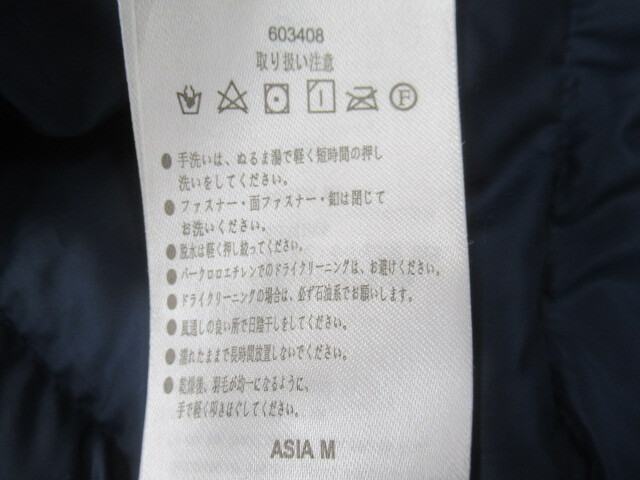 603408
取り扱い注意
F
● 手洗いは、ぬるま湯で軽く短時間の押し
洗いをしてください。
● ファスナー・面ファスナー・釦は閉じて
お洗いください。
● 脱水は軽く押し絞ってください。
● パークロロエチレンでのドライクリーニングは、お避けください。
● ドライクリーニングの場合は、必ず石油系でお願いします。
● 風通しの良い所で日陰干しをしてください。
● 濡れたままで長時間放置しないでください。
● 乾燥後、羽毛が均一になるように、
手で軽く叩きほぐしてください。
ASIA M